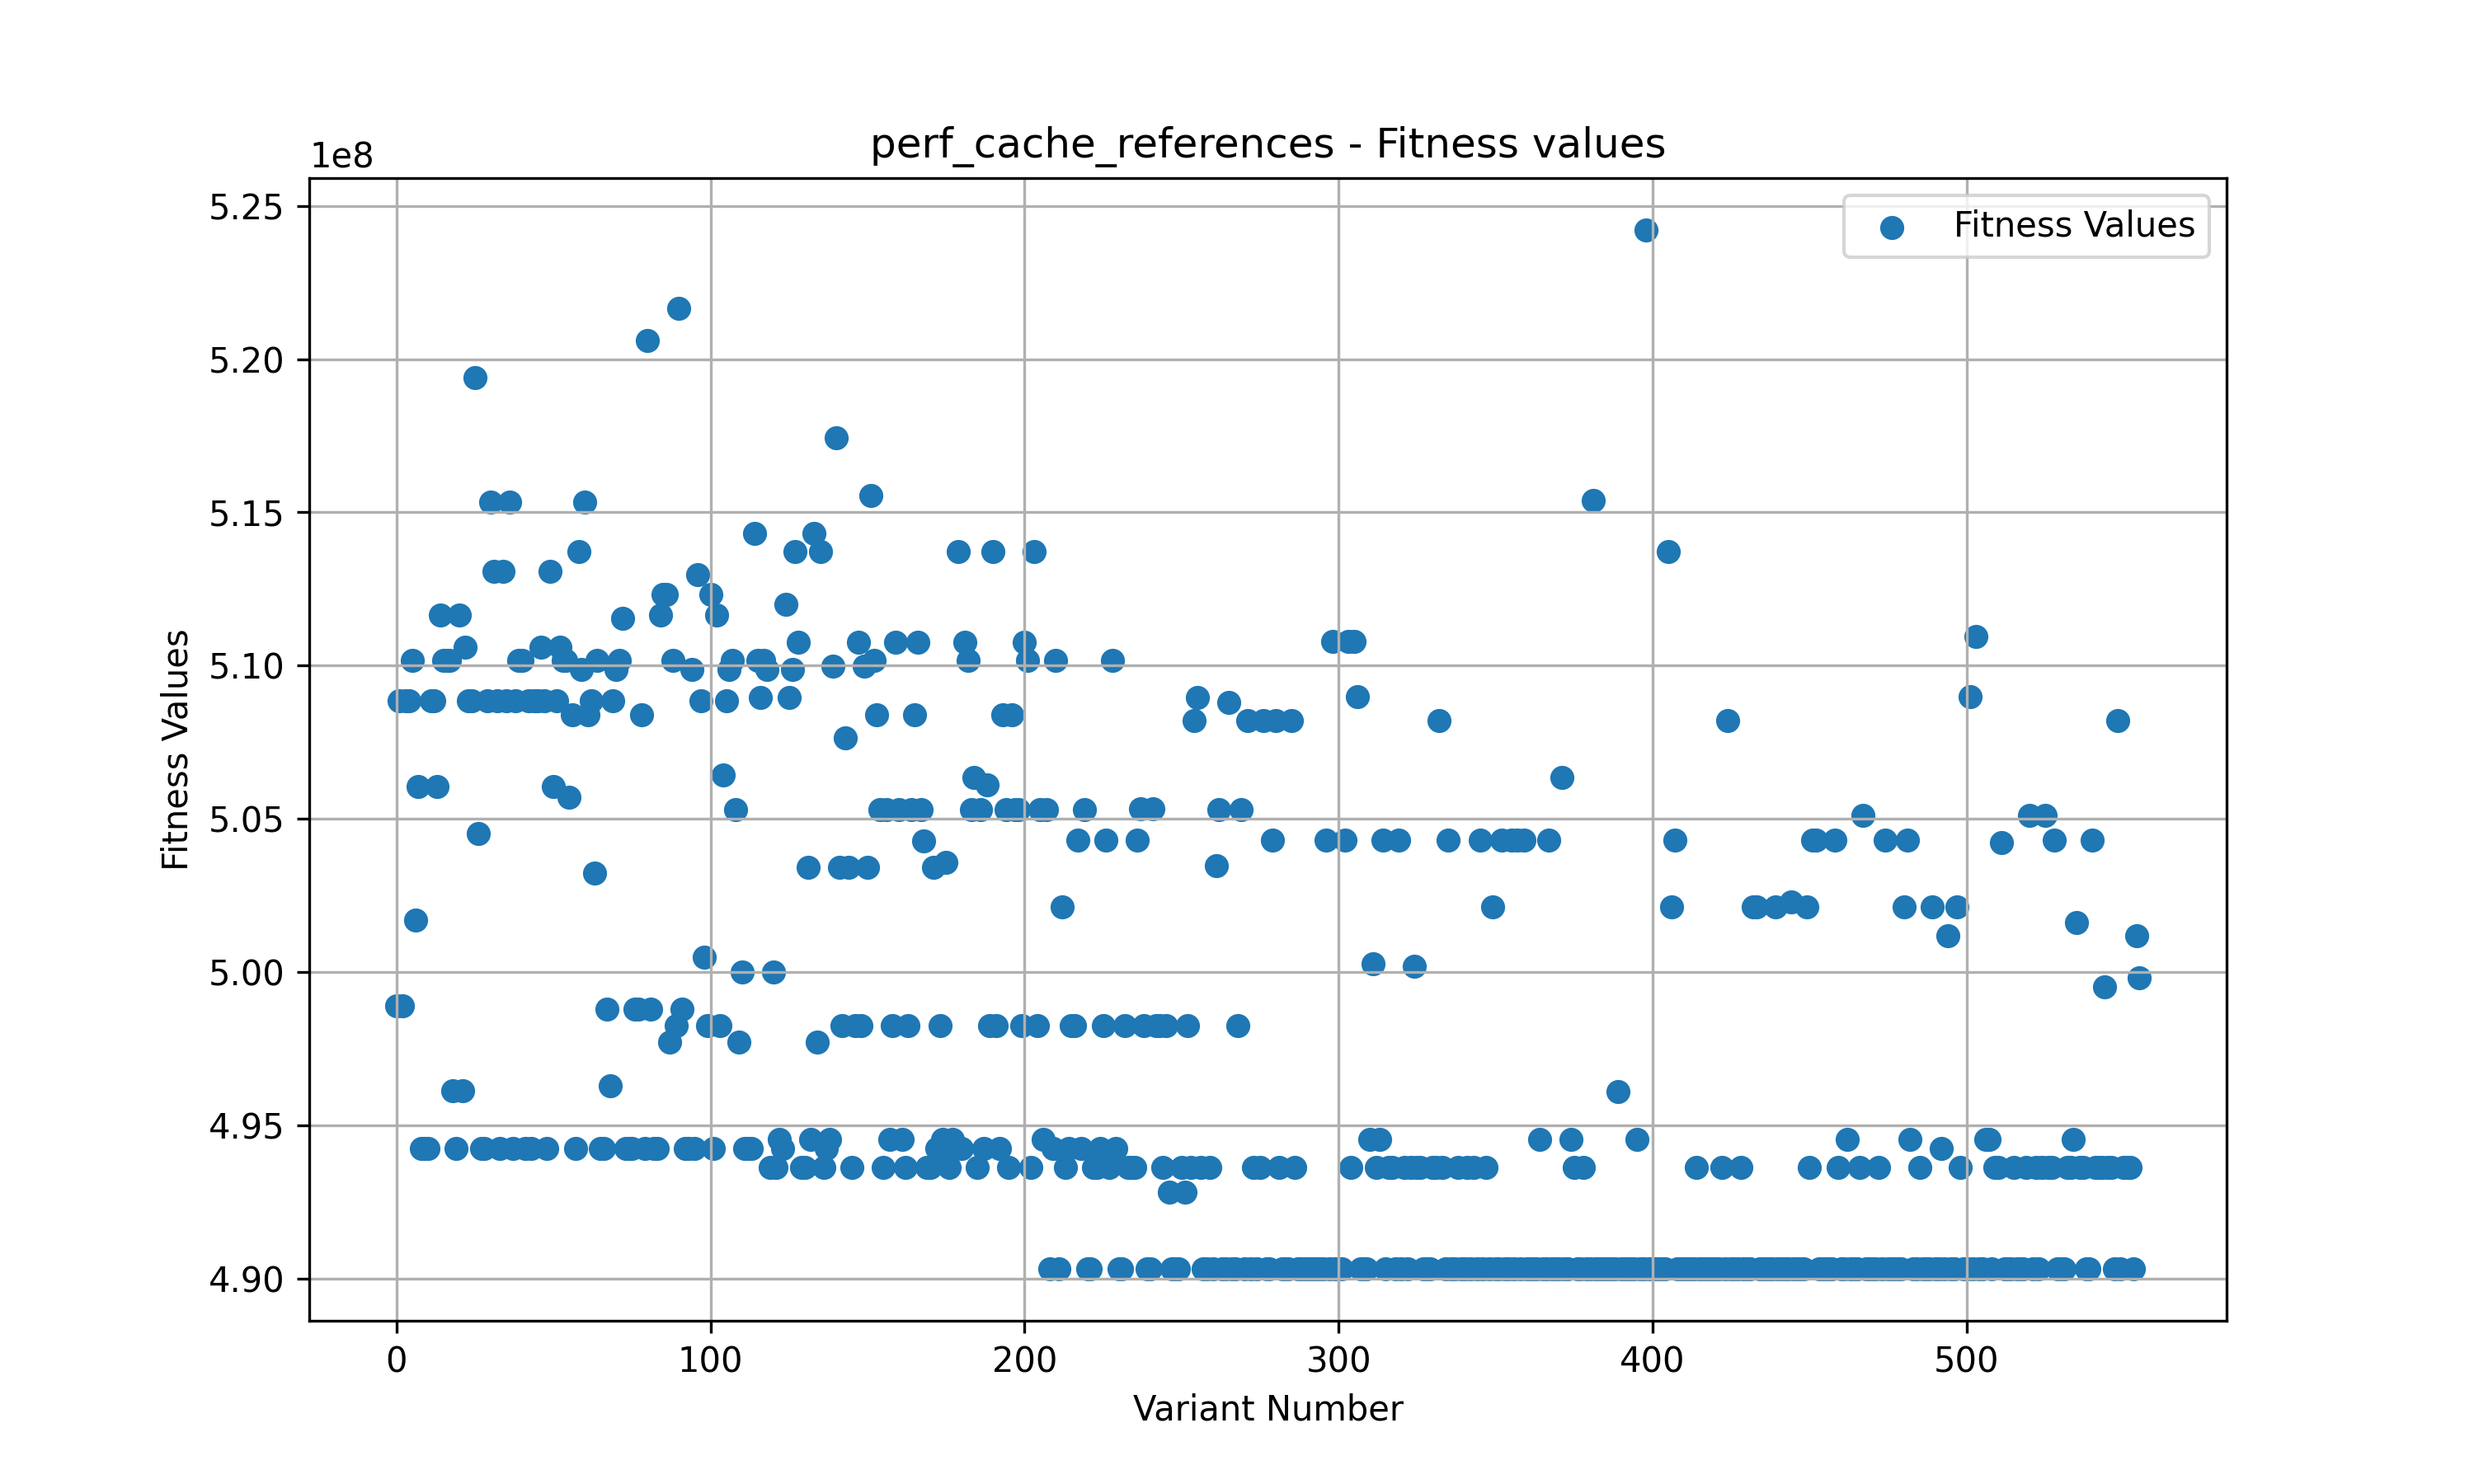 perf_cache_references - Fitness values
1e8
5.25
5.20
5.15
5.10
5.05
5.00
4.95
4.90
Fitness Values
Fitness Values
0 100 200 300 400 500
Variant Number